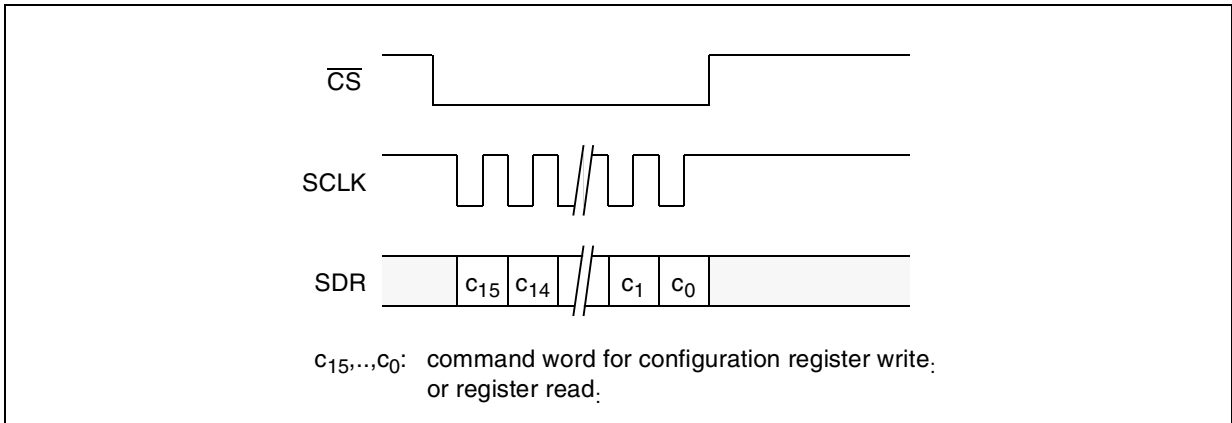 CS
SCLK
SDR
c15 c14 c1 c0
c15,..,c0: command word for configuration register write:
or register read: